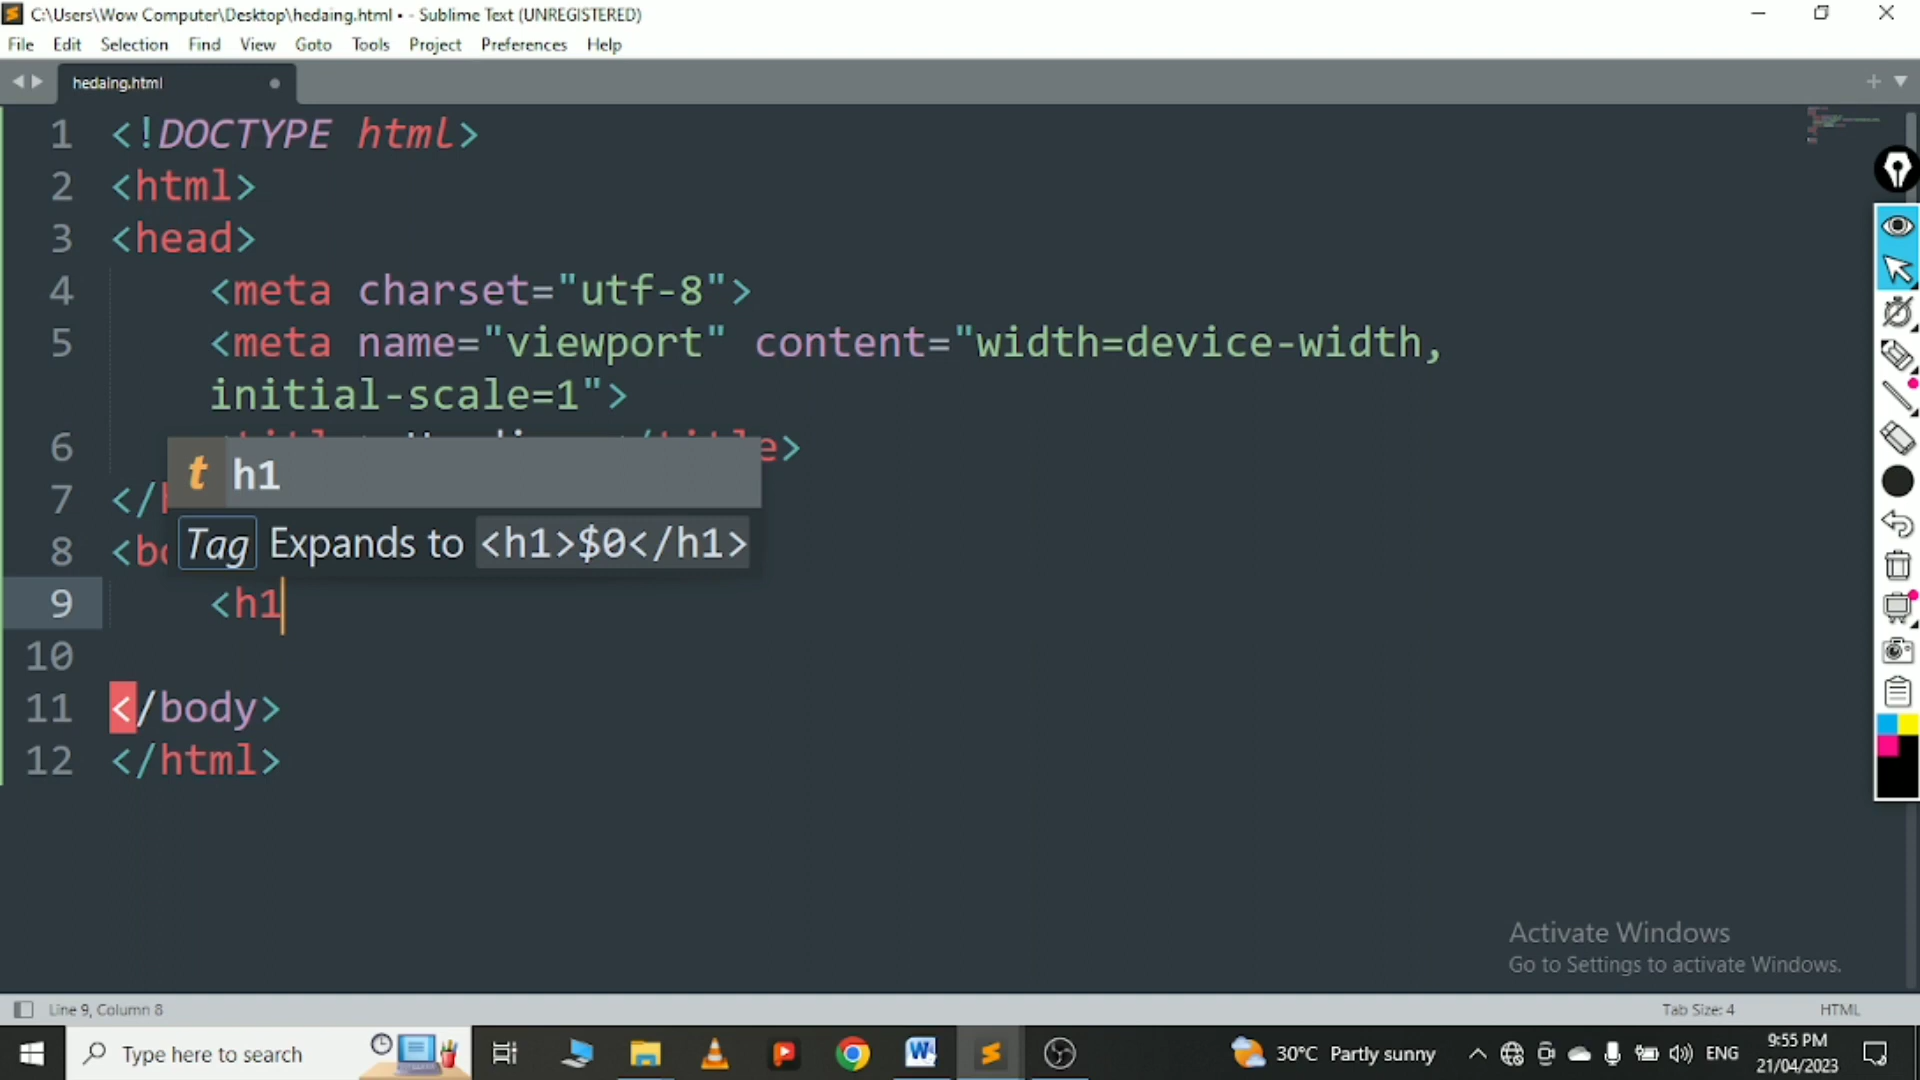 C:\Users\Wow Computer\Desktop\hedaing.html • - Sublime Text (UNREGISTERED)
File Edit Selection Find View Goto Tools Project Preferences Help
hedaing.html
1 <!DOCTYPE html>
2 <html>
3 <head>
4 <meta charset="utf-8">
5 <meta name="viewport" content="width=device-width,
initial-scale=1">
6
t h1
7 </
Tag Expands to <h1>$0</h1>
8 <bo
9 <h1
10
11 </body>
12 </html>
Activate Windows
Go to Settings to activate Windows.
Line 9, Column 8 Tab Size: 4 HTML
Type here to search 30°C Partly sunny ENG 9:55 PM
21/04/2023